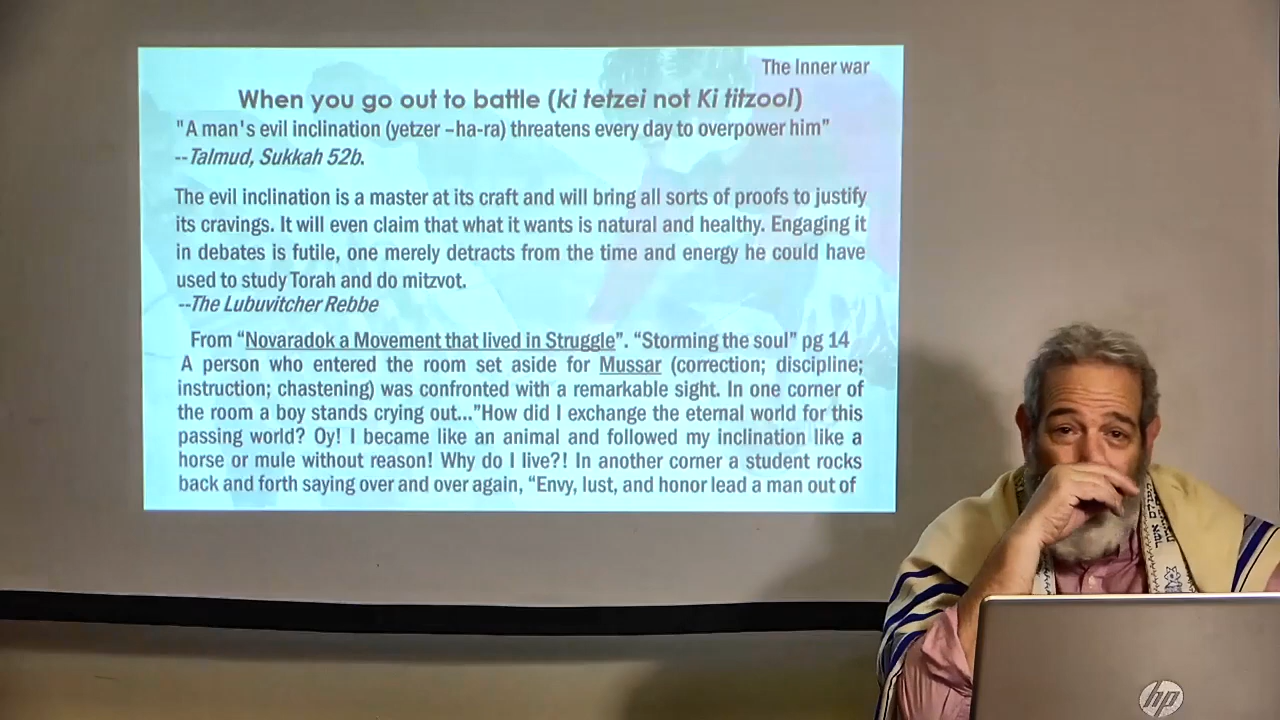 The Inner war
When you go out to battle (ki tetzei not Ki titzool)
"A man's evil inclination (yetzer –ha-ra) threatens every day to overpower him”
--Talmud, Sukkah 52b.
The evil inclination is a master at its craft and will bring all sorts of proofs to justify
its cravings. It will even claim that what it wants is natural and healthy. Engaging it
in debates is futile, one merely detracts from the time and energy he could have
used to study Torah and do mitzvot.
--The Lubuvitcher Rebbe
From “Novaradok a Movement that lived in Struggle”. “Storming the soul” pg 14
A person who entered the room set aside for Mussar (correction; discipline;
instruction; chastening) was confronted with a remarkable sight. In one corner of
the room a boy stands crying out...”How did I exchange the eternal world for this
passing world? Oy! I became like an animal and followed my inclination like a
horse or mule without reason! Why do I live?! In another corner a student rocks
back and forth saying over and over again, “Envy, lust, and honor lead a man out of
hp